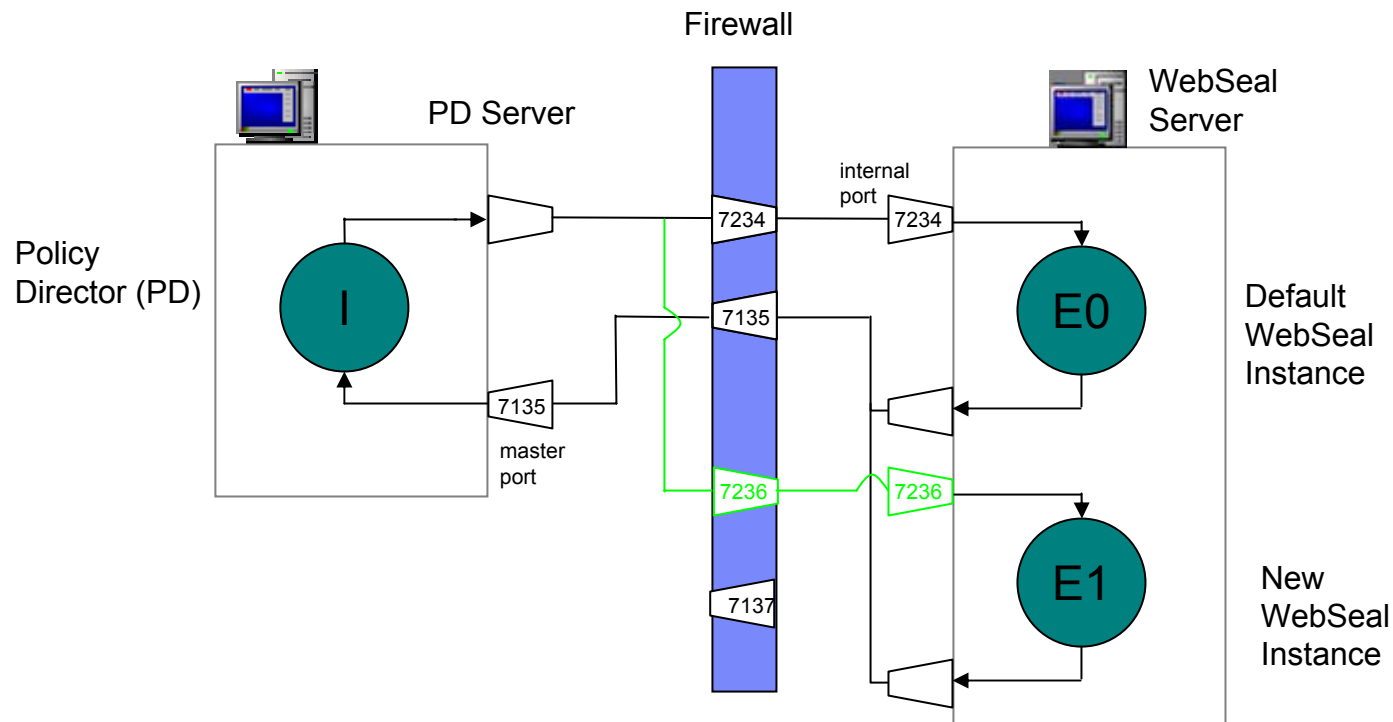 Firewall
PD Server
WebSeal
Server
internal
port
7234
7234
Policy
Director (PD)
I
E0
7135
Default
WebSeal
Instance
7135
master
port
7236
7236
E1
7137
New
WebSeal
Instance